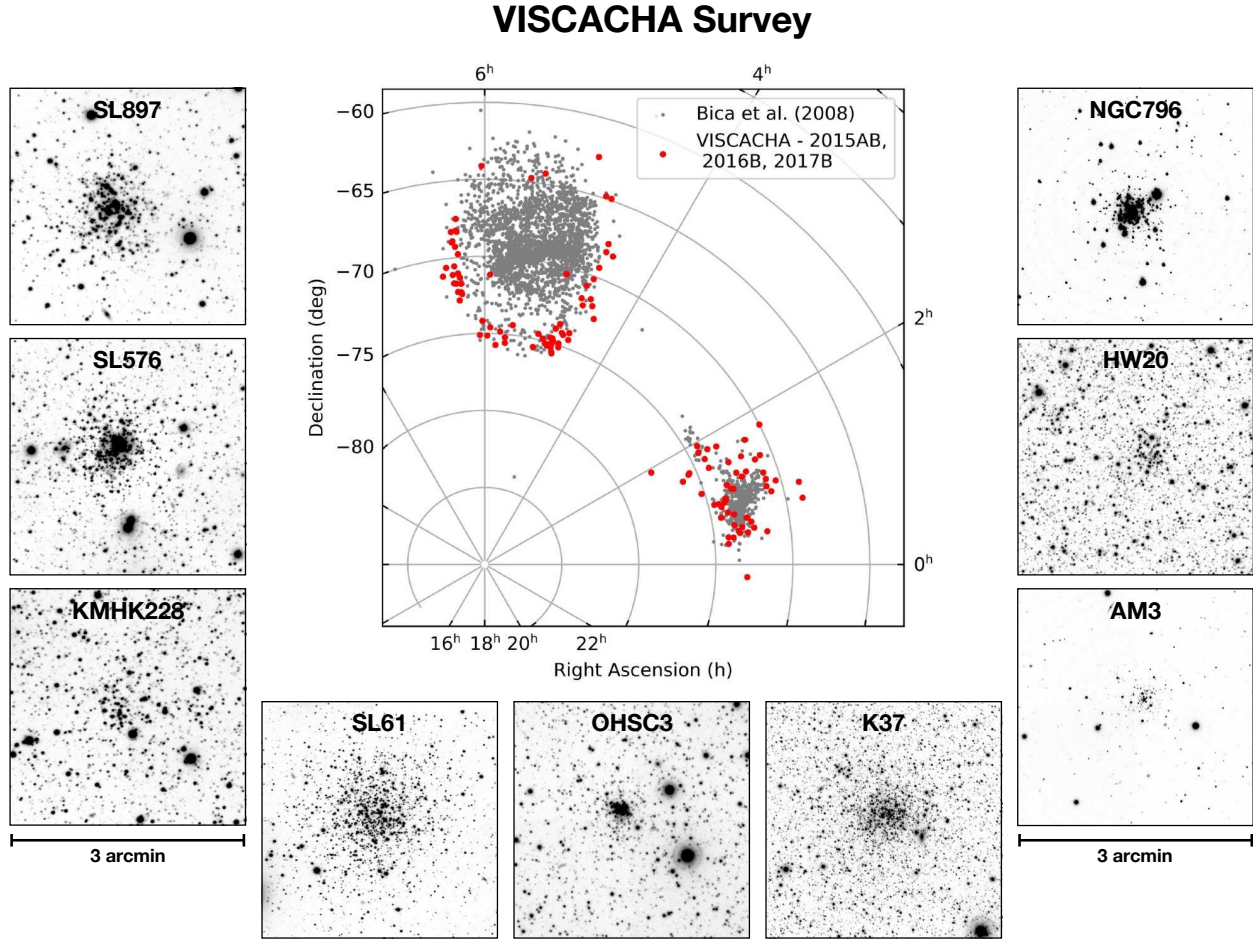 VISCACHA Survey
SL897
SL576
KMHK228
3 arcmin
6h
4h
−60
−65
−70
−75
−80
Declination (deg)
Bica et al. (2008)
VISCACHA - 2015AB,
2016B, 2017B
2h
0h
16h 18h 20h 22h
Right Ascension (h)
SL61
OHSC3
K37
NGC796
HW20
AM3
3 arcmin